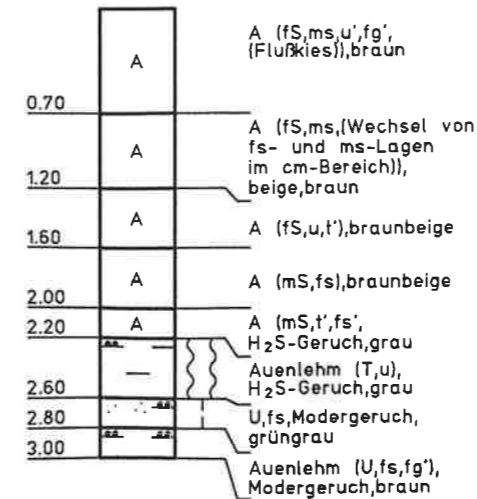 A (fS,ms,u',fg',
(Flußkies)),braun
A
0.70
A (fS,ms,(Wechsel von
fs- und ms-Lagen
im cm-Bereich)),
beige,braun
A
1.20
A (fS,u,t'),braunbeige
A
1.60
A (mS,fs),braunbeige
A
2.00
A (mS,t',fs',
H₂S-Geruch,grau
A
2.20
Auenlehm (T,u),
H₂S-Geruch,grau
2.60
U,fs,Modergeruch,
grüngrau
2.80
3.00
Auenlehm (U,fs,fg'),
Modergeruch,braun